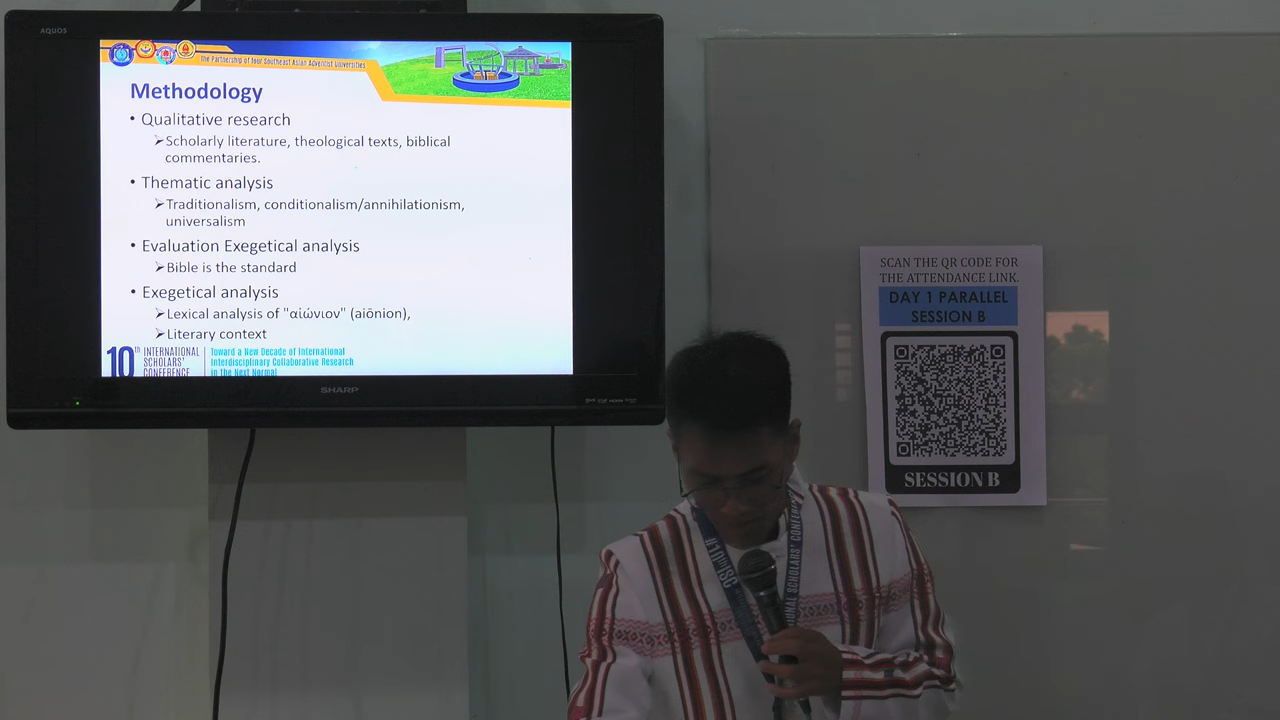 AQUOS
The Partnership of four Southeast Asian Adventist Universities
Methodology
• Qualitative research
➢Scholarly literature, theological texts, biblical
commentaries.
• Thematic analysis
➢Traditionalism, conditionalism/annihilationism,
universalism
• Evaluation Exegetical analysis
➢Bible is the standard
• Exegetical analysis
➢Lexical analysis of "αἰώνιον" (aiōnion),
➢Literary context
10th INTERNATIONAL
SCHOLARS'
CONFERENCE
Toward a New Decade of International
Interdisciplinary Collaborative Research
in the Next Normal
SHARP
HDMI
SCAN THE QR CODE FOR
THE ATTENDANCE LINK.
DAY 1 PARALLEL
SESSION B
SESSION B